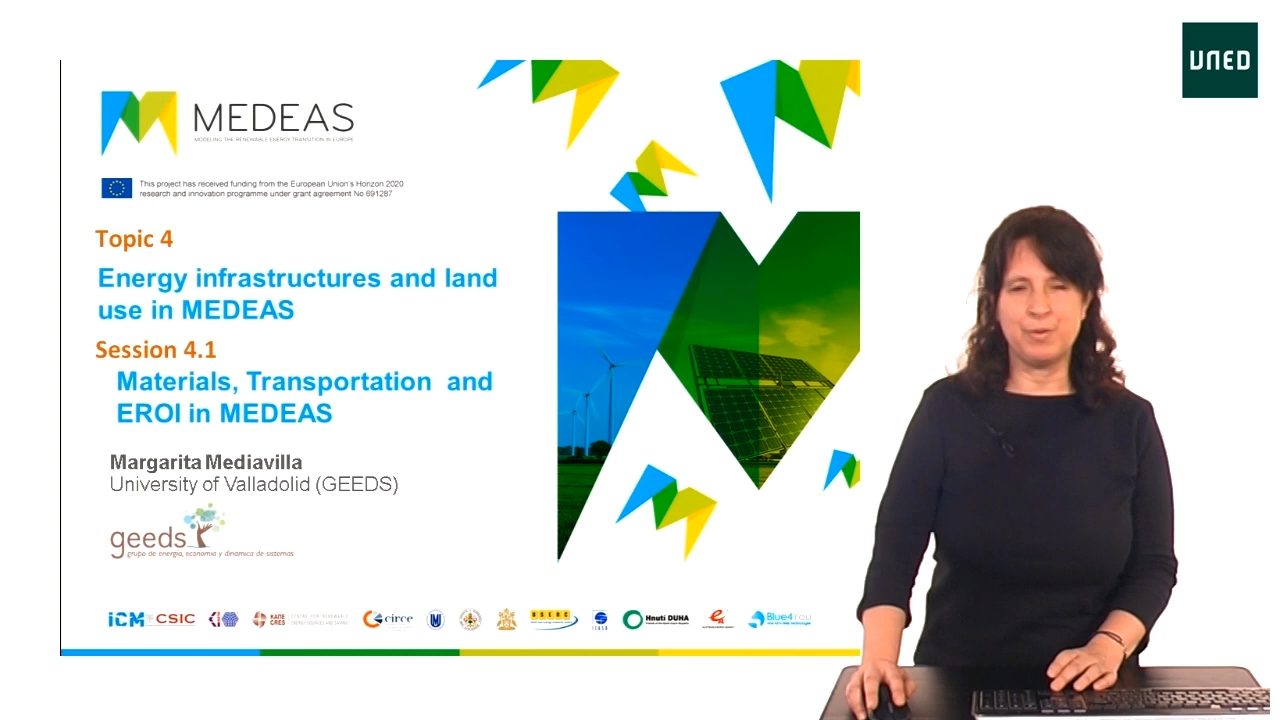 UNED
MEDEAS
MODELING THE RENEWABLE ENERGY TRANSITION IN EUROPE
This project has received funding from the European Union's Horizon 2020
research and innovation programme under grant agreement No 691287
Topic 4
Energy infrastructures and land
use in MEDEAS
Session 4.1
Materials, Transportation and
EROI in MEDEAS
Margarita Mediavilla
University of Valladolid (GEEDS)
geeds
grupo de energía, economía y dinámica de sistemas
ICM CSIC CRES circe BSERC IIASA Hnutí DUHA Blue4You